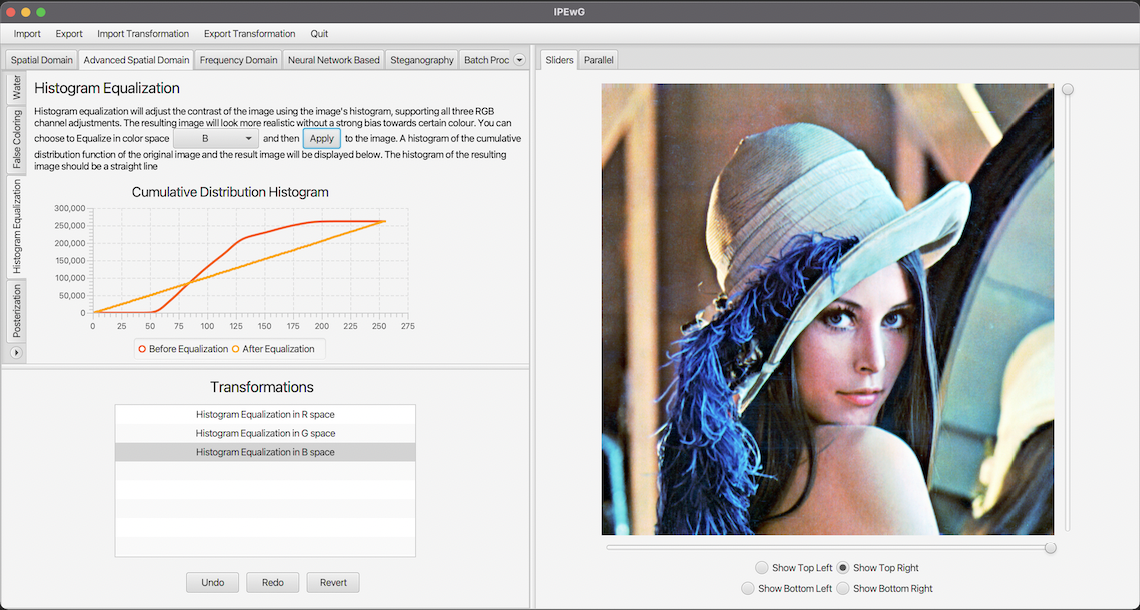 IPEwG
Import Export Import Transformation Export Transformation Quit
Spatial Domain Advanced Spatial Domain Frequency Domain Neural Network Based Steganography Batch Proc
Sliders Parallel
Water
False Coloring
Histogram Equalization
Posterization
Histogram Equalization
Histogram equalization will adjust the contrast of the image using the image's histogram, supporting all three RGB
channel adjustments. The resulting image will look more realistic without a strong bias towards certain colour. You can
choose to Equalize in color space B and then Apply to the image. A histogram of the cumulative
distribution function of the original image and the result image will be displayed below. The histogram of the resulting
image should be a straight line
Cumulative Distribution Histogram
300,000
250,000
200,000
150,000
100,000
50,000
0
0 25 50 75 100 125 150 175 200 225 250 275
Before Equalization After Equalization
Transformations
Histogram Equalization in R space
Histogram Equalization in G space
Histogram Equalization in B space
Undo Redo Revert
Show Top Left Show Top Right
Show Bottom Left Show Bottom Right